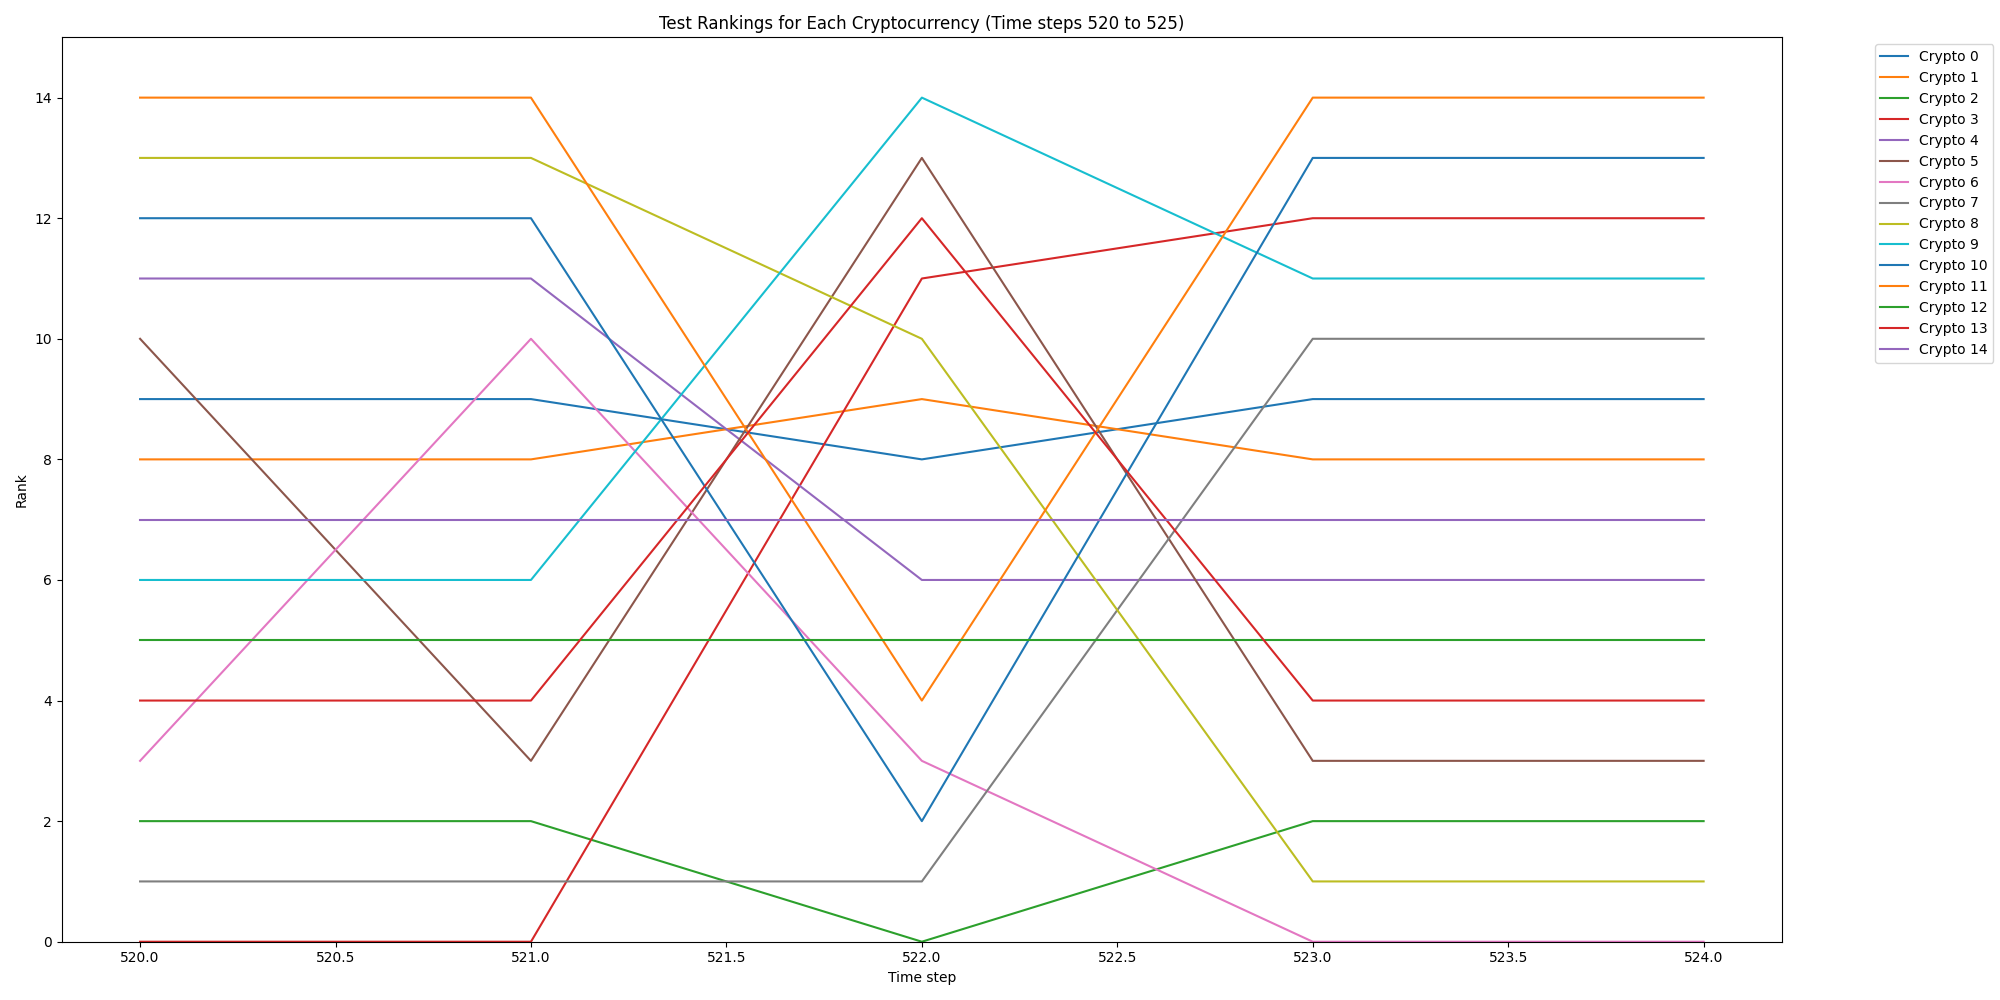 Test Rankings for Each Cryptocurrency (Time steps 520 to 525)
Rank
14
12
10
8
6
4
2
0
520.0 520.5 521.0 521.5 522.0 522.5 523.0 523.5 524.0
Time step
Crypto 0
Crypto 1
Crypto 2
Crypto 3
Crypto 4
Crypto 5
Crypto 6
Crypto 7
Crypto 8
Crypto 9
Crypto 10
Crypto 11
Crypto 12
Crypto 13
Crypto 14